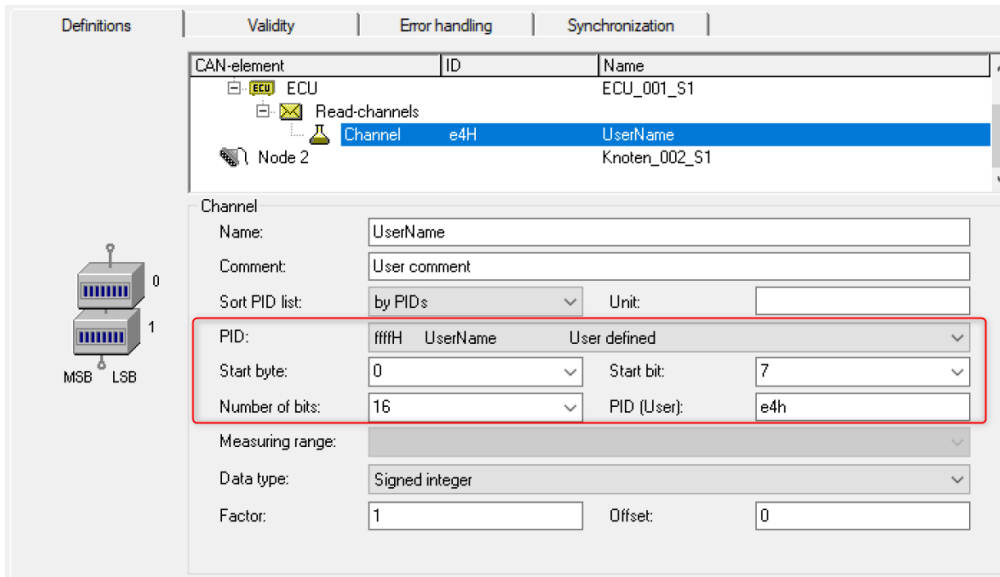 Definitions Validity Error handling Synchronization
CAN-element ID Name
ECU ECU ECU_001_S1
Read-channels
Channel e4H UserName
Node 2 Knoten_002_S1
Channel
Name: UserName
Comment: User comment
0
Sort PID list: by PIDs Unit:
1
PID: ffffH UserName User defined
MSB LSB
Start byte: 0 Start bit: 7
Number of bits: 16 PID (User): e4h
Measuring range:
Data type: Signed integer
Factor: 1 Offset: 0